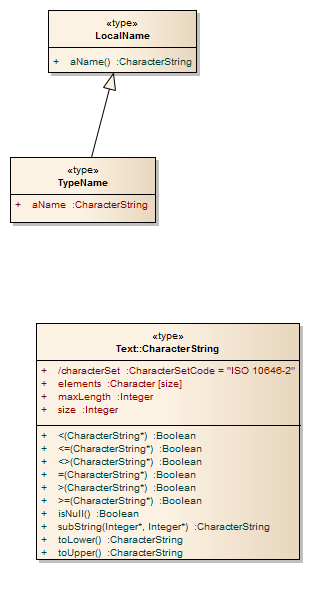 «type»
LocalName
+ aName() :CharacterString
«type»
TypeName
+ aName :CharacterString
«type»
Text::CharacterString
+ /characterSet :CharacterSetCode = "ISO 10646-2"
+ elements :Character [size]
+ maxLength :Integer
+ size :Integer
+ <(CharacterString*) :Boolean
+ <=(CharacterString*) :Boolean
+ <>(CharacterString*) :Boolean
+ =(CharacterString*) :Boolean
+ >(CharacterString*) :Boolean
+ >=(CharacterString*) :Boolean
+ isNull() :Boolean
+ subString(Integer*, Integer*) :CharacterString
+ toLower() :CharacterString
+ toUpper() :CharacterString